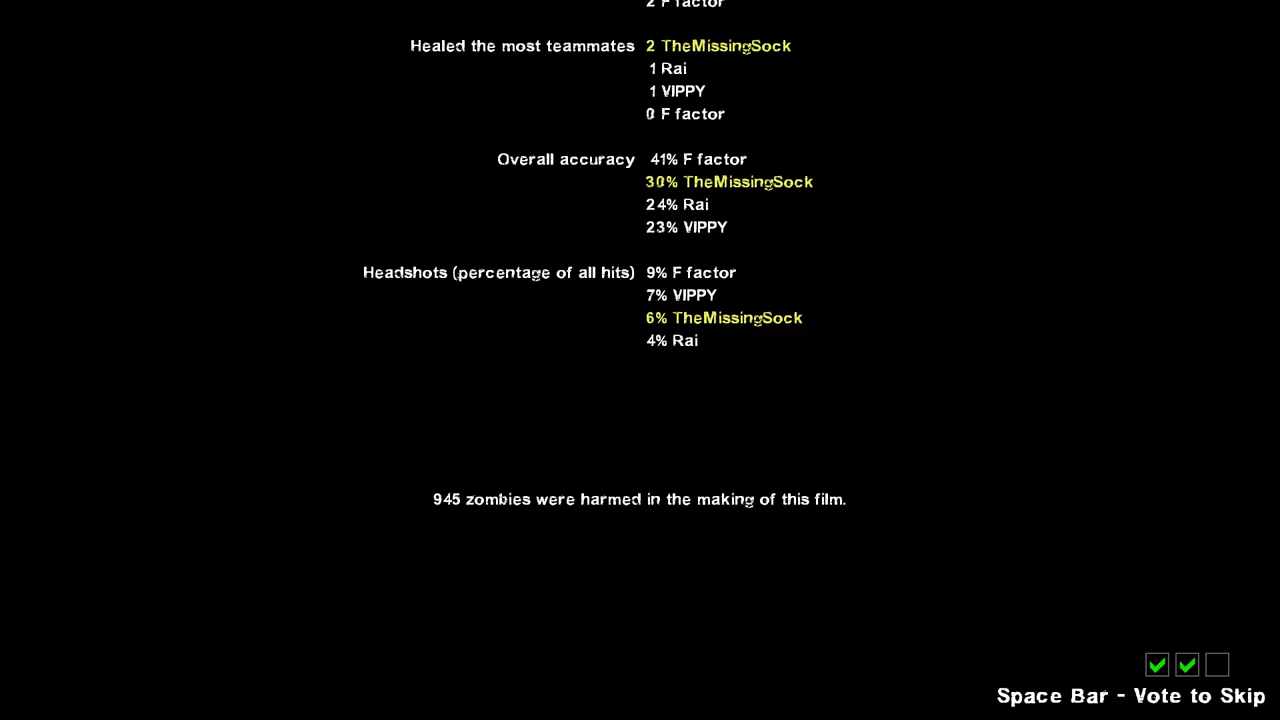 2 F factor
Healed the most teammates 2 TheMissingSock
1 Rai
1 VIPPY
0 F factor
Overall accuracy 41% F factor
30% TheMissingSock
24% Rai
23% VIPPY
Headshots (percentage of all hits) 9% F factor
7% VIPPY
6% TheMissingSock
4% Rai
945 zombies were harmed in the making of this film.
Space Bar - Vote to Skip